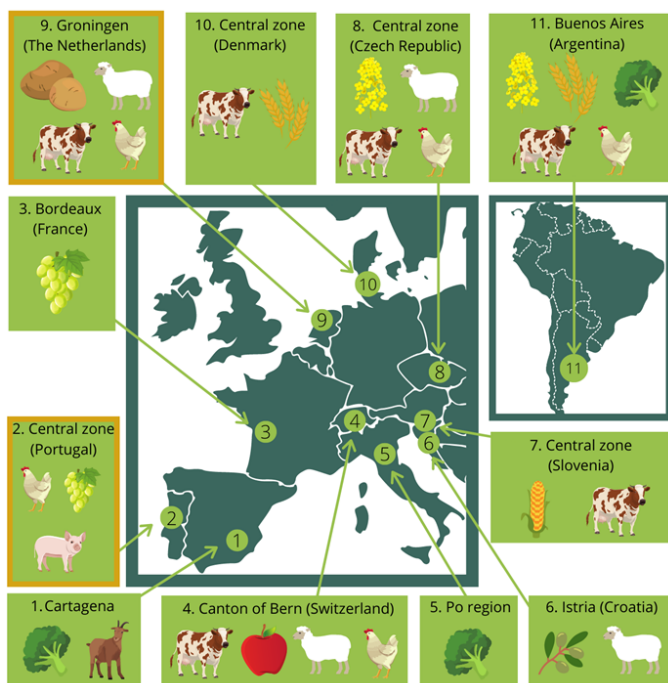 9. Groningen
(The Netherlands)
10. Central zone
(Denmark)
8. Central zone
(Czech Republic)
11. Buenos Aires
(Argentina)
3. Bordeaux
(France)
2. Central zone
(Portugal)
7. Central zone
(Slovenia)
1.Cartagena
4. Canton of Bern (Switzerland)
5. Po region
6. Istria (Croatia)
10
9
8
11
3
4
7
6
5
2
1